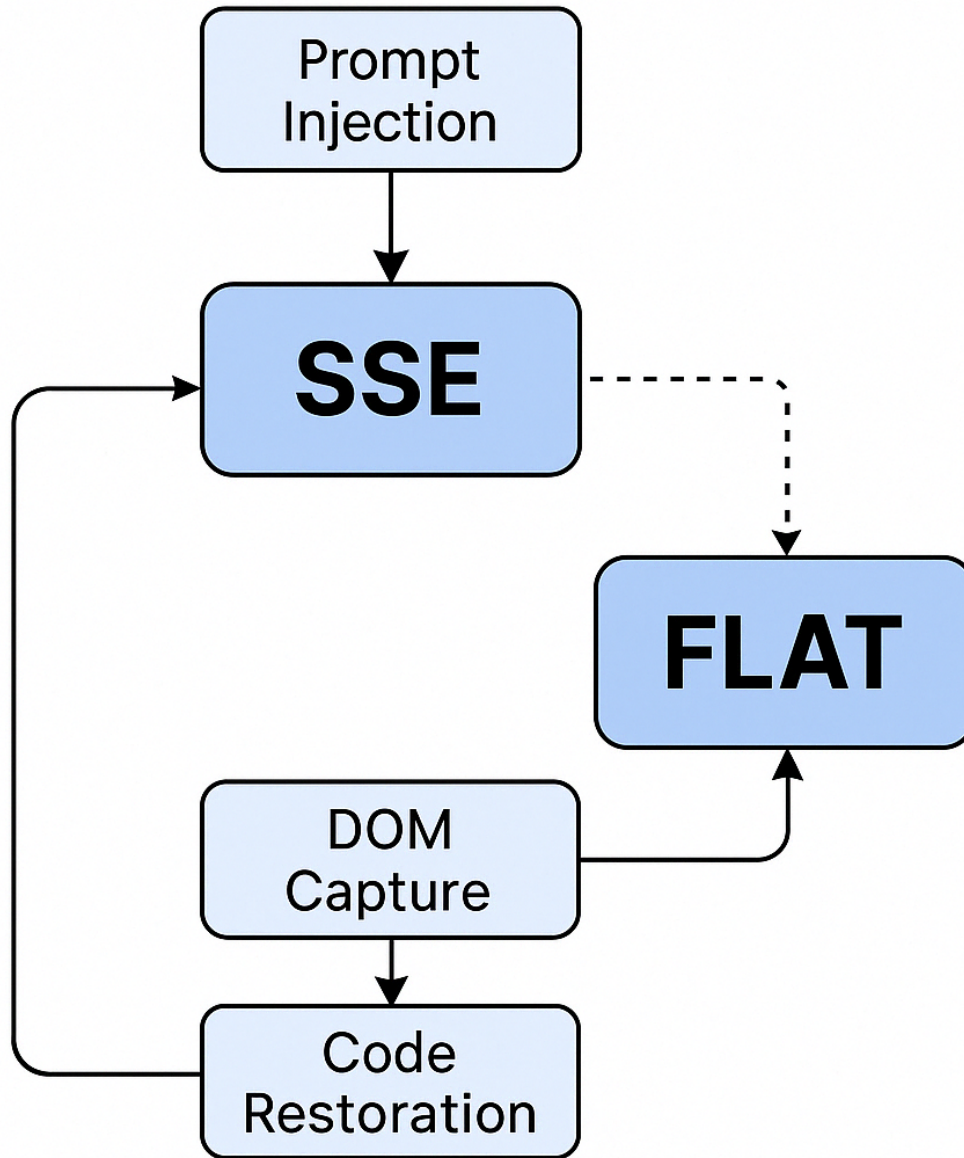 Prompt
Injection
SSE
FLAT
DOM
Capture
Code
Restoration